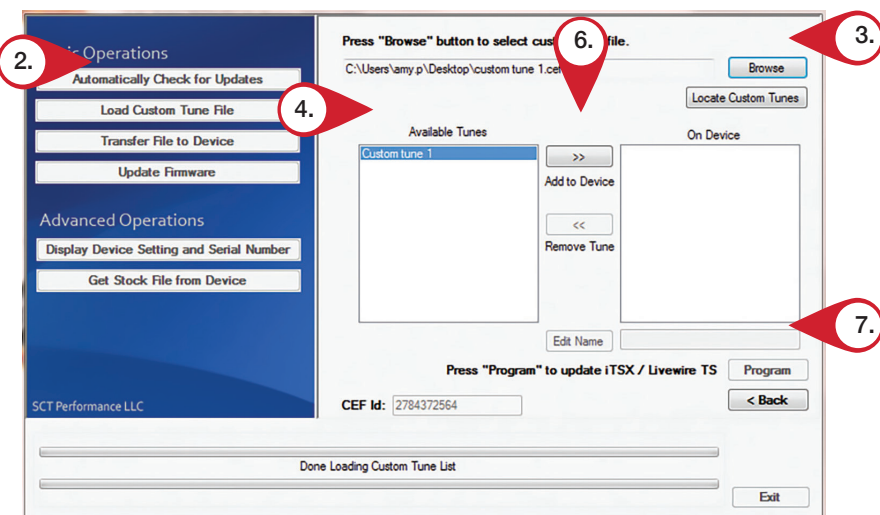 2.
Operations
Automatically Check for Updates
Load Custom Tune File
Transfer File to Device
Update Firmware
Advanced Operations
Display Device Setting and Serial Number
Get Stock File from Device
SCT Performance LLC
3.
4.
6.
7.
Press "Browse" button to select file.
C:\Users\amy.p\Desktop\custom tune 1.cef
Browse
Locate Custom Tunes
Available Tunes
Custom tune 1
>>
Add to Device
<<
Remove Tune
On Device
Edit Name
Press "Program" to update iTSX / Livewire TS
Program
CEF Id: 2784372564
< Back
Done Loading Custom Tune List
Exit